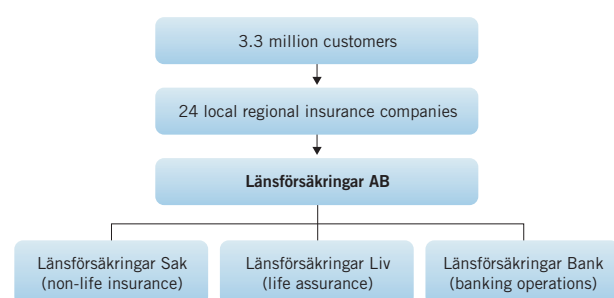 3.3 million customers
24 local regional insurance companies
Länsförsäkringar AB
Länsförsäkringar Sak
(non-life insurance)
Länsförsäkringar Liv
(life assurance)
Länsförsäkringar Bank
(banking operations)